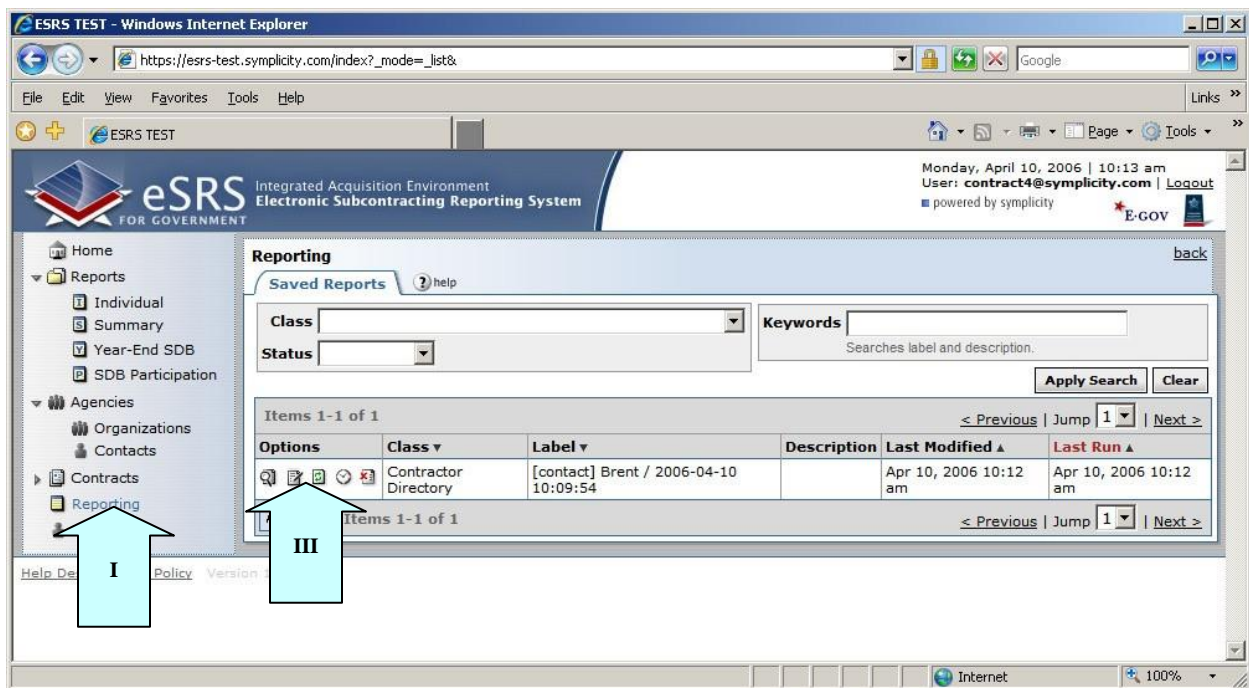 ESRS TEST - Windows Internet Explorer
https://esrs-test.symplicity.com/index?_mode=_list&
Google
File Edit View Favorites Tools Help
Links »
ESRS TEST
Page Tools »
eSRS
FOR GOVERNMENT
Integrated Acquisition Environment
Electronic Subcontracting Reporting System
Monday, April 10, 2006 | 10:13 am
User: contract4@symplicity.com | Logout
powered by symplicity
E-GOV
Home
Reports
Individual
Summary
Year-End SDB
SDB Participation
Agencies
Organizations
Contacts
Contracts
Reporting
Reporting
back
Saved Reports
? help
Class
Status
Keywords
Searches label and description.
Apply Search Clear
Items 1-1 of 1
< Previous | Jump 1 | Next >
Options Class Label Description Last Modified Last Run
Contractor Directory
[contact] Brent / 2006-04-10 10:09:54
Apr 10, 2006 10:12 am
Apr 10, 2006 10:12 am
Items 1-1 of 1
< Previous | Jump 1 | Next >
I
III
Help Policy Version
Internet
100%